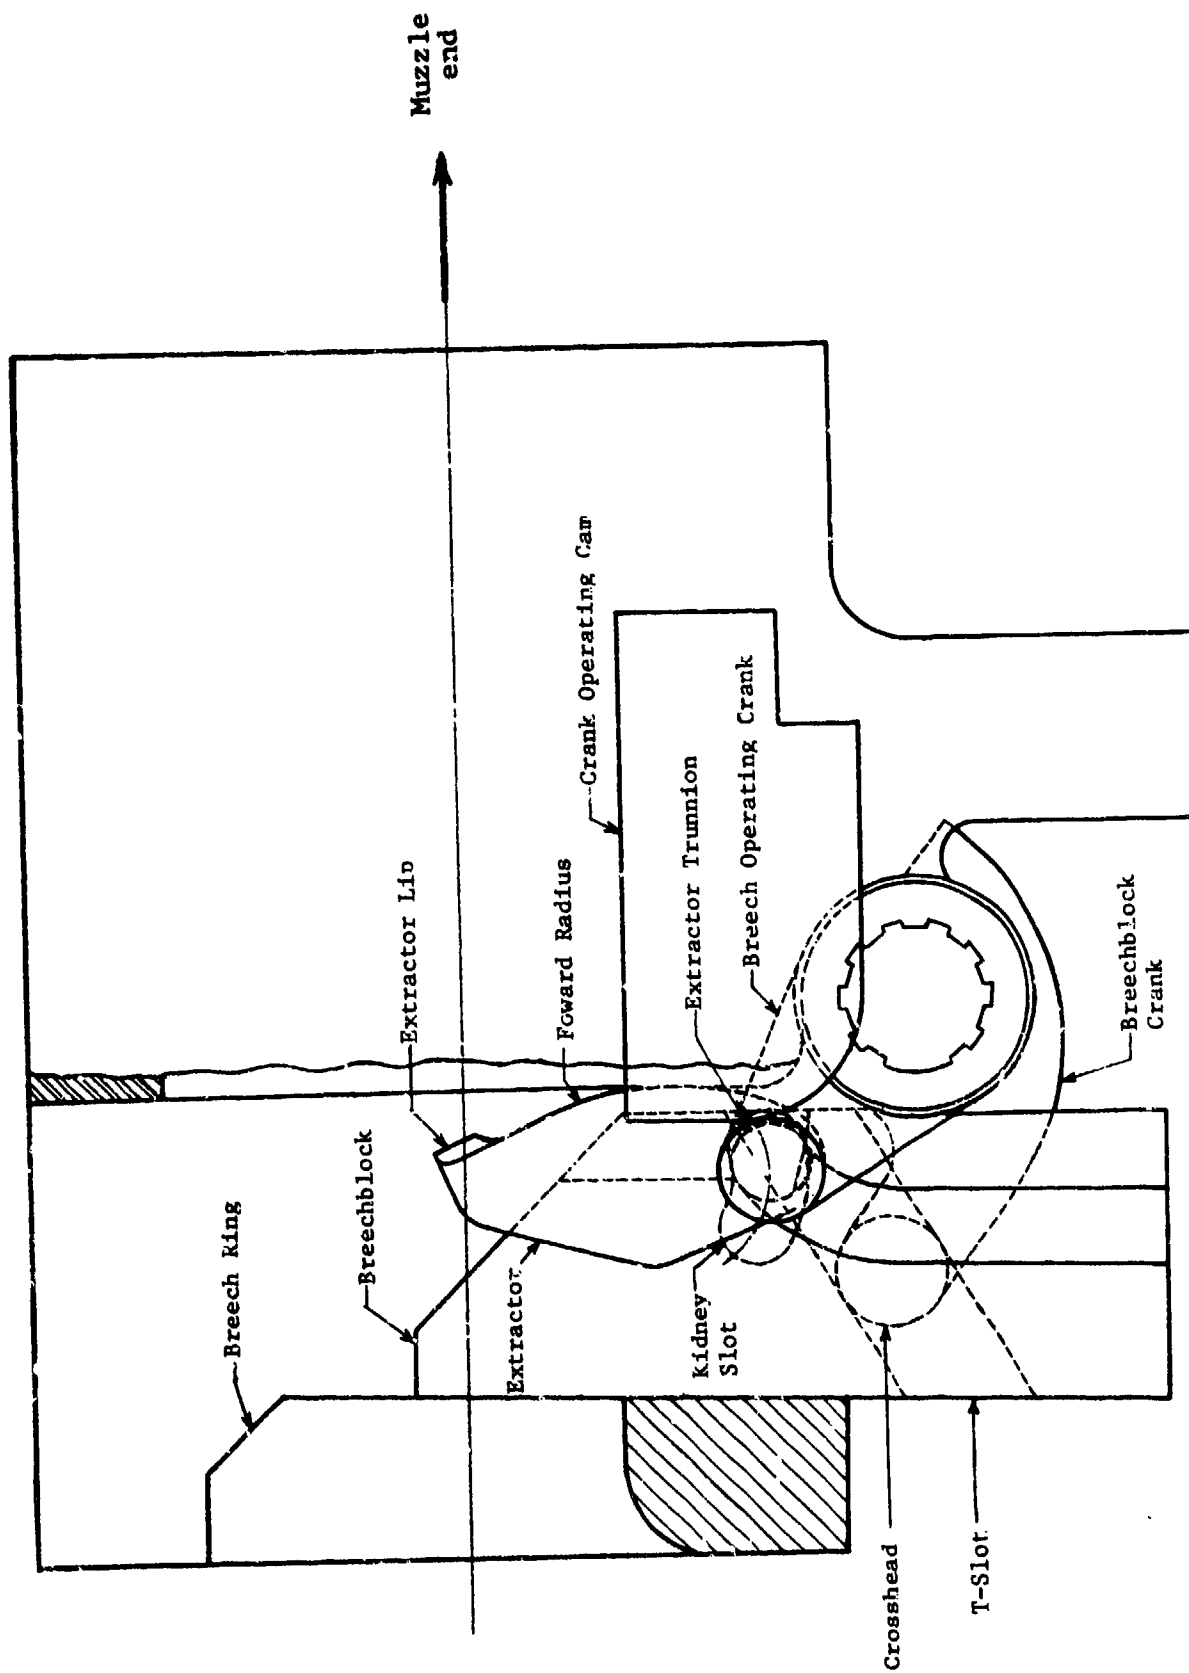 Muzzle
end
Breech Ring
Breechblock
Extractor Lip
Foward Radius
Crank Operating Cam
Extractor
Extractor Trunnion
Breech Operating Crank
Kidney
Slot
Crosshead
T-Slot
Breechblock
Crank